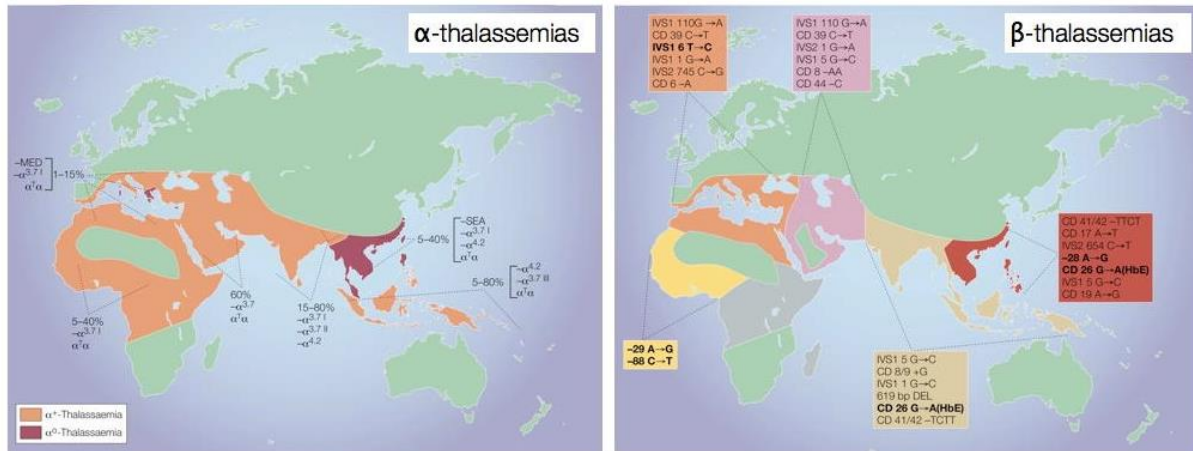 α-thalassemias
–MED
–α3.7 I
αTα
1–15%
5–40%
–SEA
–α3.7 I
–α4.2
αTα
5–80%
–α4.2
–α3.7 III
αTα
5–40%
–α3.7 I
αTα
60%
–α3.7
αTα
15–80%
–α3.7 I
–α3.7 II
–α4.2
α+-Thalassaemia
α0-Thalassaemia
β-thalassemias
IVS1 110G→A
CD 39 C→T
IVS1 6 T→C
IVS1 1 G→A
IVS2 745 C→G
CD 6 –A
IVS1 110 G→A
CD 39 C→T
IVS2 1 G→A
IVS1 5 G→C
CD 8 –AA
CD 44 –C
CD 41/42 –TTCT
CD 17 A→T
IVS2 654 C→T
–28 A→G
CD 26 G→A(HbE)
IVS1 5 G→C
CD 19 A→G
–29 A→G
–88 C→T
IVS1 5 G→C
CD 8/9 +G
IVS1 1 G→C
619 bp DEL
CD 26 G→A(HbE)
CD 41/42 –TCTT